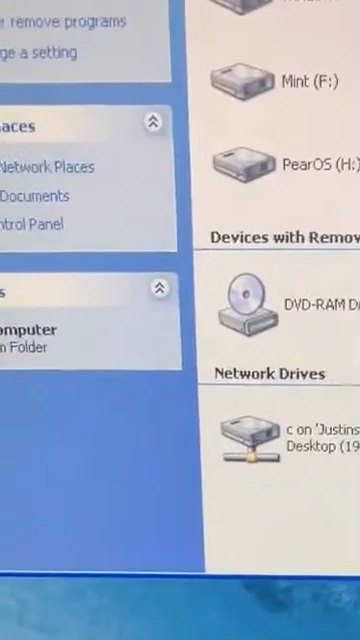 r remove programs
ge a setting
aces
Network Places
Documents
ntrol Panel
s
omputer
n Folder
Mint (F:)
PearOS (H:)
Devices with Remov
DVD-RAM D
Network Drives
c on 'Justins
Desktop (19